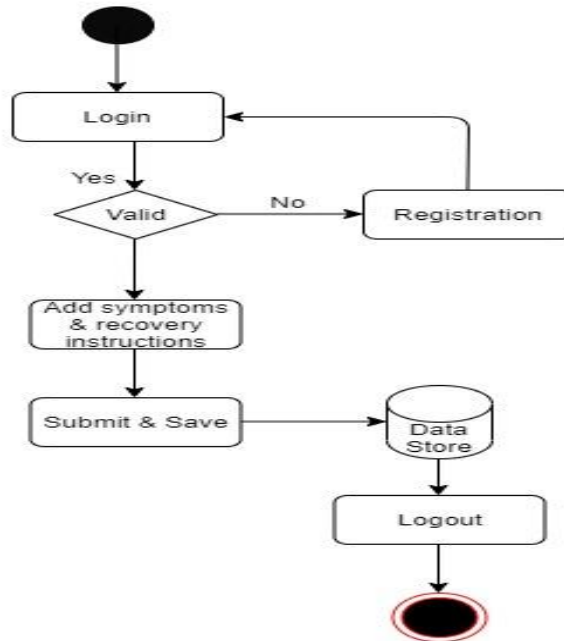 Login
Yes
Valid
No
Registration
Add symptoms
& recovery
instructions
Submit & Save
Data
Store
Logout